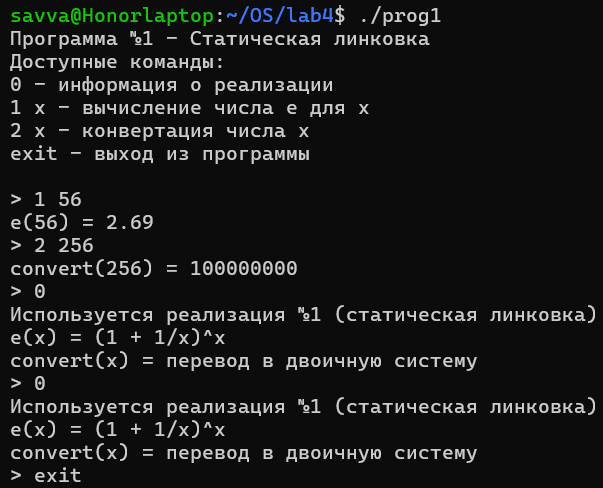 savva@Honorlaptop:~/OS/lab4$ ./prog1
Программа №1 – Статическая линковка
Доступные команды:
0 – информация о реализации
1 x – вычисление числа e для x
2 x – конвертация числа x
exit – выход из программы
> 1 56
e(56) = 2.69
> 2 256
convert(256) = 100000000
> 0
Используется реализация №1 (статическая линковка)
e(x) = (1 + 1/x)^x
convert(x) = перевод в двоичную систему
> 0
Используется реализация №1 (статическая линковка)
e(x) = (1 + 1/x)^x
convert(x) = перевод в двоичную систему
> exit